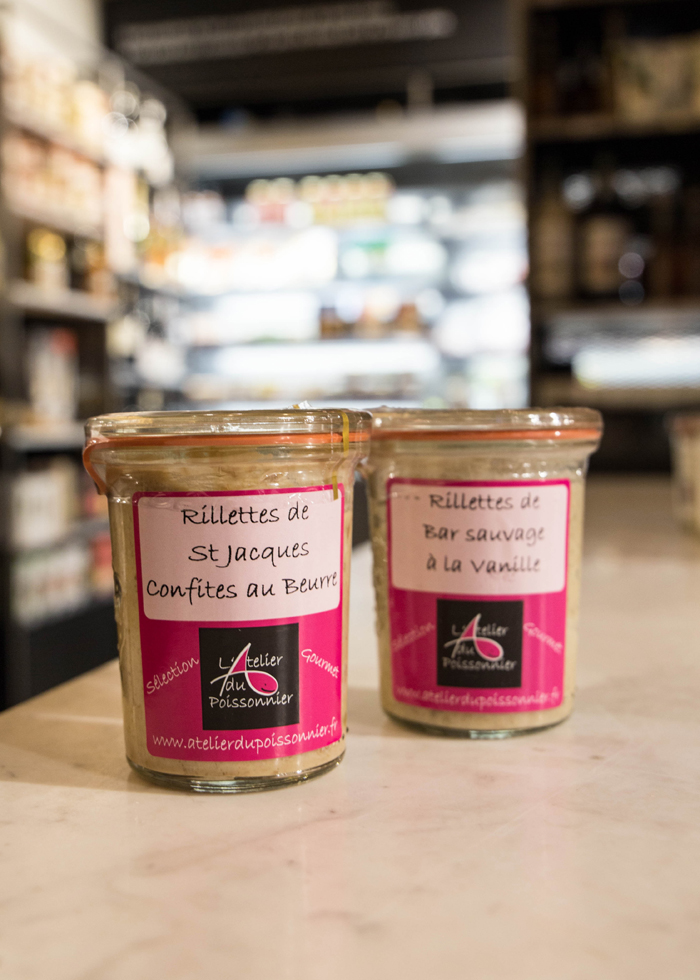 Rillettes de
St Jacques
Confites au Beurre
Sélection
L'Atelier
du
Poissonnier
Gourmet
www.atelierdupoissonnier.fr
Rillettes de
Bar sauvage
à la Vanille
Sélection
L'Atelier
du
Poissonnier
Gourmet
www.atelierdupoissonnier.fr